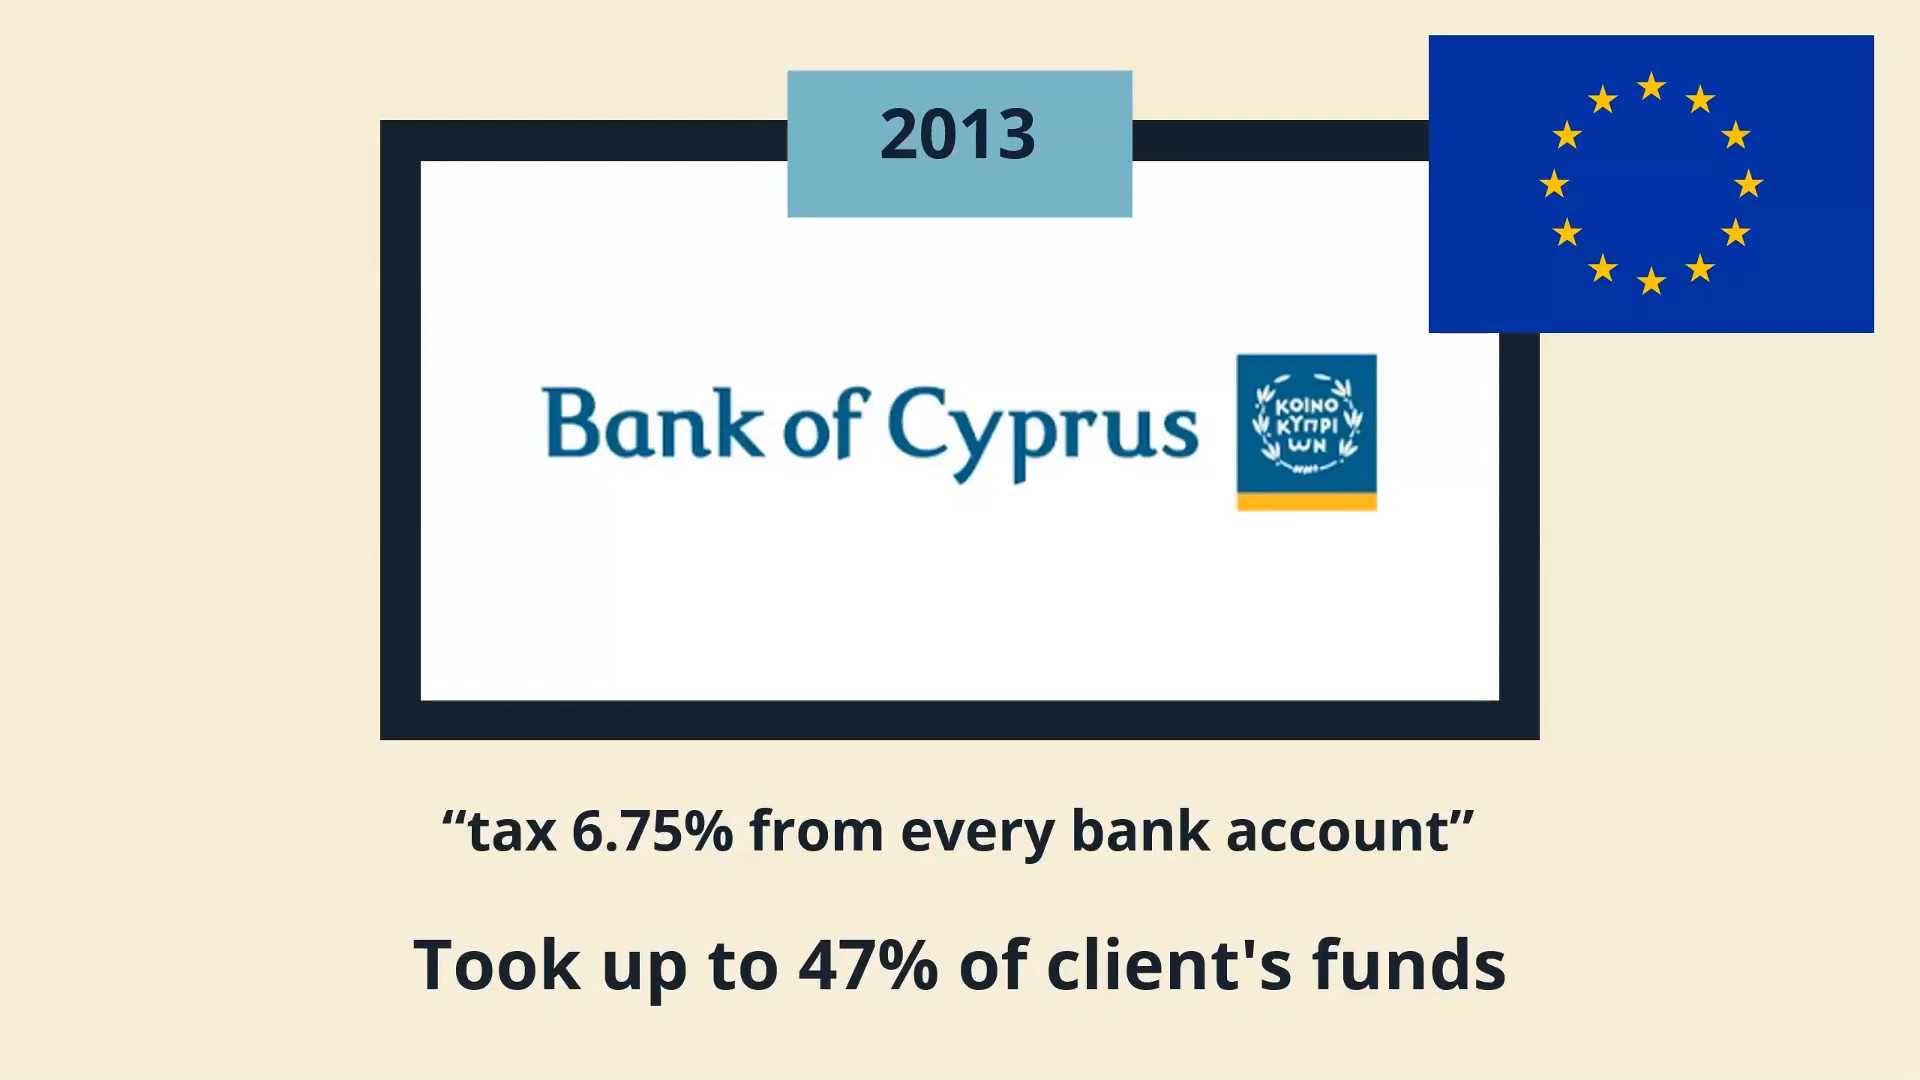 2013
Bank of Cyprus
ΚΟΙΝΟ
ΚΥΠΡΙ
ωΝ
“tax 6.75% from every bank account”
Took up to 47% of client's funds